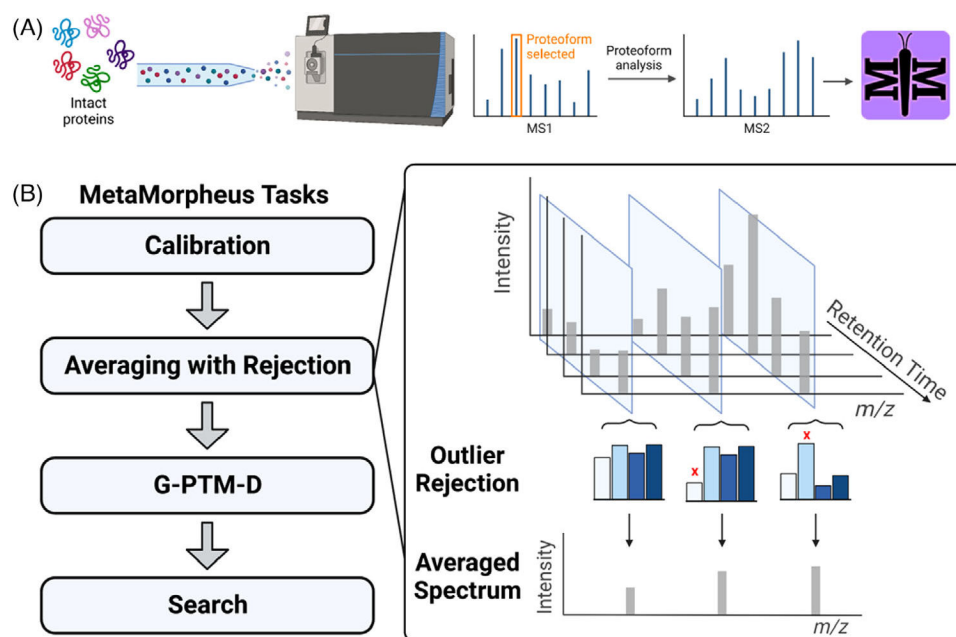 (A)
Intact
proteins
Proteoform
selected
MS1
Proteoform
analysis
MS2
(B)
MetaMorpheus Tasks
Calibration
Averaging with Rejection
G-PTM-D
Search
Intensity
Retention Time
m/z
Outlier
Rejection
x
x
Averaged
Spectrum
Intensity
m/z